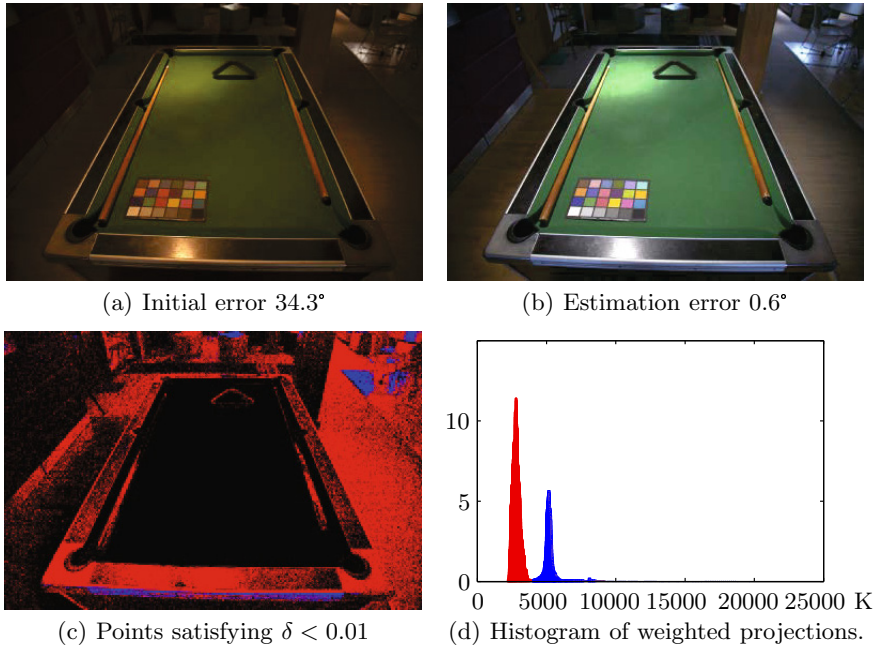 (a) Initial error 34.3°
(b) Estimation error 0.6°
10
5
0
0 5000 10000 15000 20000 25000 K
(c) Points satisfying δ < 0.01
(d) Histogram of weighted projections.